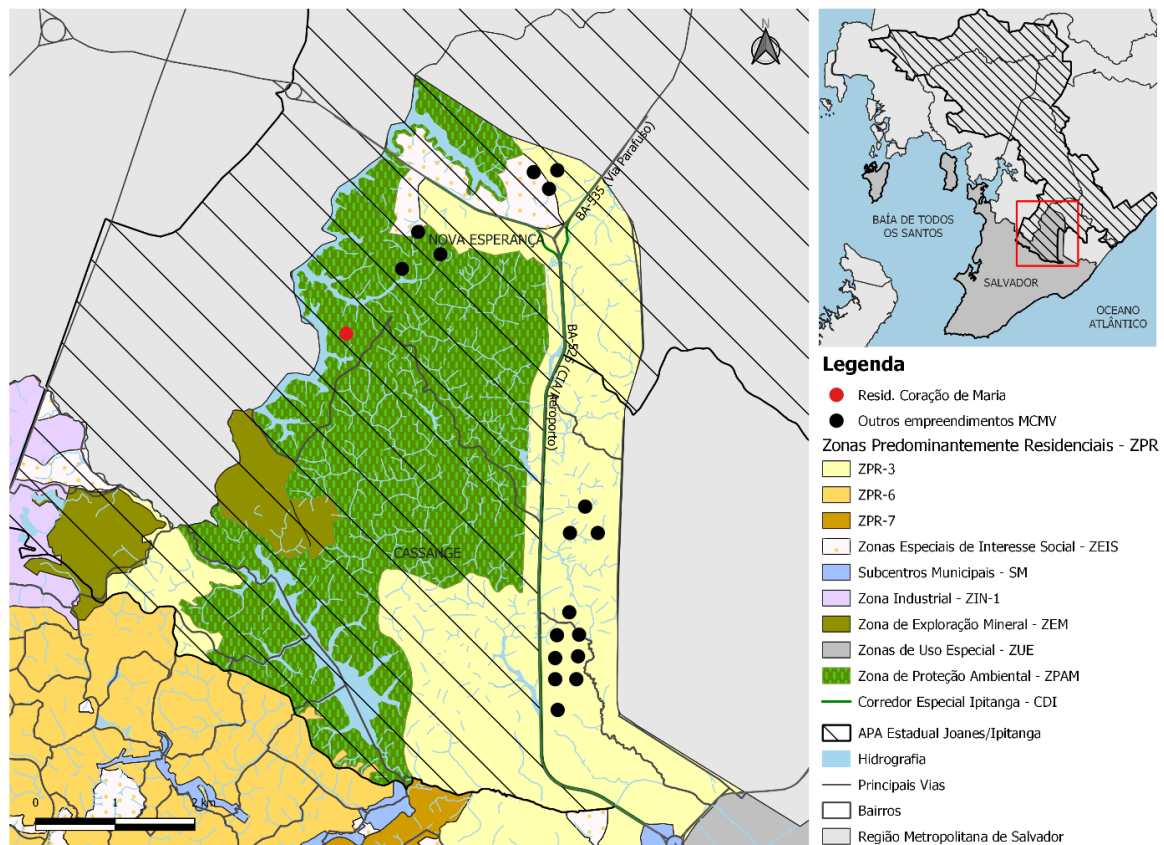 N
BA-535 (Via Parafuso)
NOVA ESPERANÇA
BA-526 (CIA/Aeroporto)
CASSANGE
0 1 2 km
BAÍA DE TODOS
OS SANTOS
SALVADOR
OCEANO
ATLÂNTICO
Legenda
Resid. Coração de Maria
Outros empreendimentos MCMV
Zonas Predominantemente Residenciais - ZPR
ZPR-3
ZPR-6
ZPR-7
Zonas Especiais de Interesse Social - ZEIS
Subcentros Municipais - SM
Zona Industrial - ZIN-1
Zona de Exploração Mineral - ZEM
Zonas de Uso Especial - ZUE
Zona de Proteção Ambiental - ZPAM
Corredor Especial Ipitanga - CDI
APA Estadual Joanes/Ipitanga
Hidrografia
Principais Vias
Bairros
Região Metropolitana de Salvador